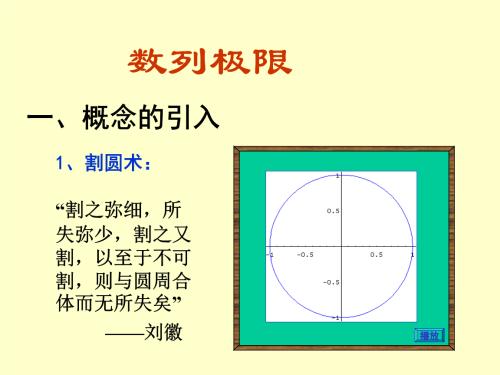 数列极限
一、概念的引入
1、割圆术：
“割之弥细，所
失弥少，割之又
割，以至于不可
割，则与圆周合
体而无所失矣”
——刘徽
1
0.5
-1 -0.5 0.5 1
-0.5
-1
播放